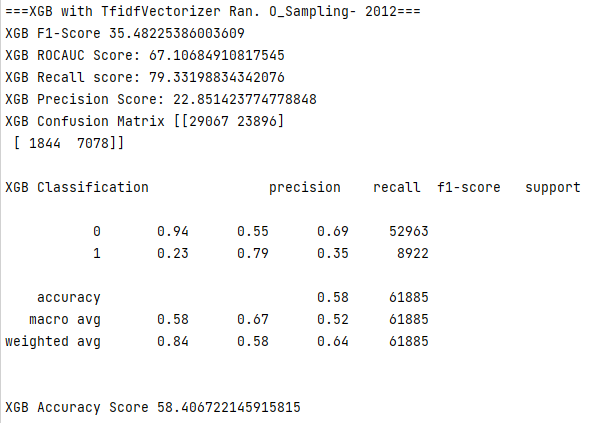 ===XGB with TfidfVectorizer Ran. O_Sampling- 2012===
XGB F1-Score 35.48225386003609
XGB ROCAUC Score: 67.10684910817545
XGB Recall score: 79.33198834342076
XGB Precision Score: 22.851423774778848
XGB Confusion Matrix [[29067 23896]
 [ 1844  7078]]
XGB Classification               precision    recall  f1-score   support
           0       0.94      0.55      0.69     52963
           1       0.23      0.79      0.35      8922
    accuracy                           0.58     61885
   macro avg       0.58      0.67      0.52     61885
weighted avg       0.84      0.58      0.64     61885
XGB Accuracy Score 58.406722145915815